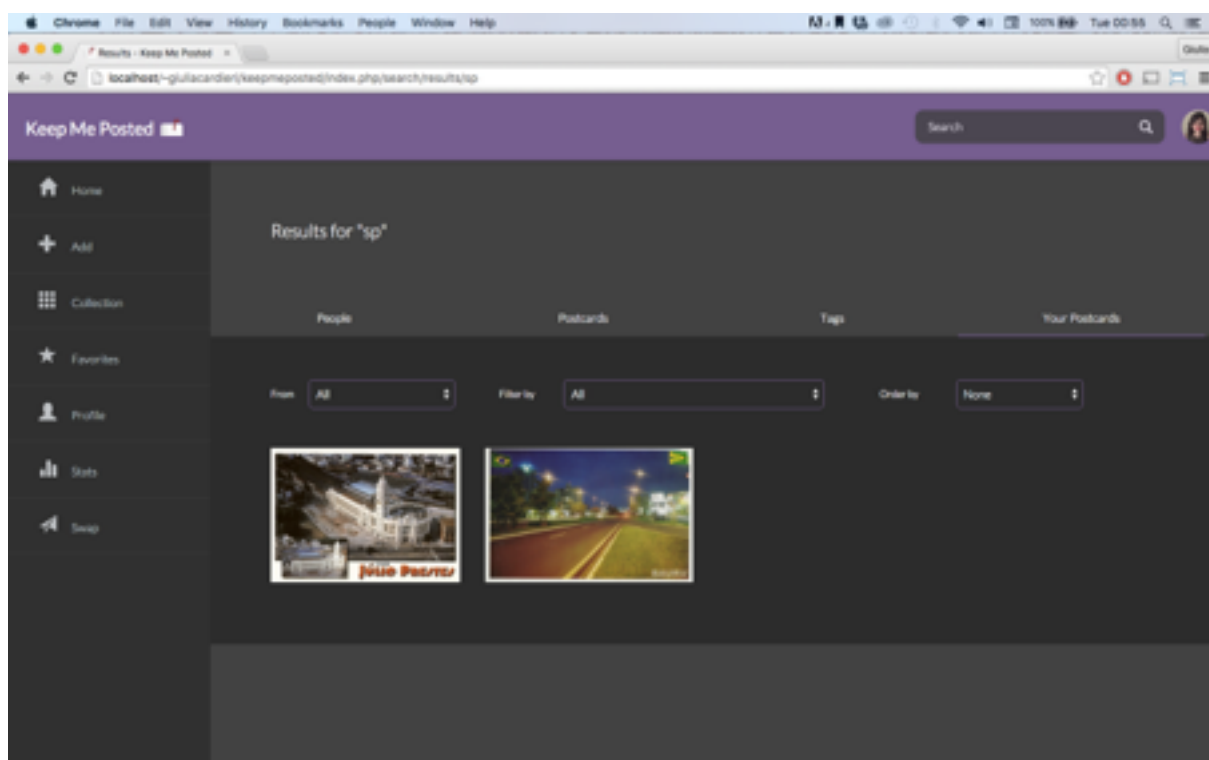 Chrome File Edit View History Bookmarks People Window Help 100% Tue 00:55
Results - Keep Me Posted
localhost/~giuliacardieri/keepmeposted/index.php/search/results/sp
Keep Me Posted Search
Home
Add
Collection
Favorites
Profile
Stats
Swap
Results for "sp"
People Postcards Tags Your Postcards
From All Filter by All Order by None
Júlio Prestes